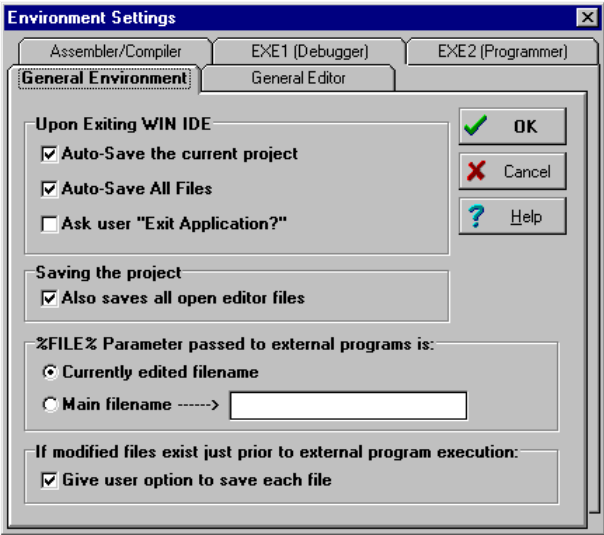 Environment Settings
Assembler/Compiler
EXE1 (Debugger)
EXE2 (Programmer)
General Environment
General Editor
Upon Exiting WIN IDE
Auto-Save the current project
Auto-Save All Files
Ask user "Exit Application?"
OK
Cancel
Help
Saving the project
Also saves all open editor files
%FILE% Parameter passed to external programs is:
Currently edited filename
Main filename ------>
If modified files exist just prior to external program execution:
Give user option to save each file